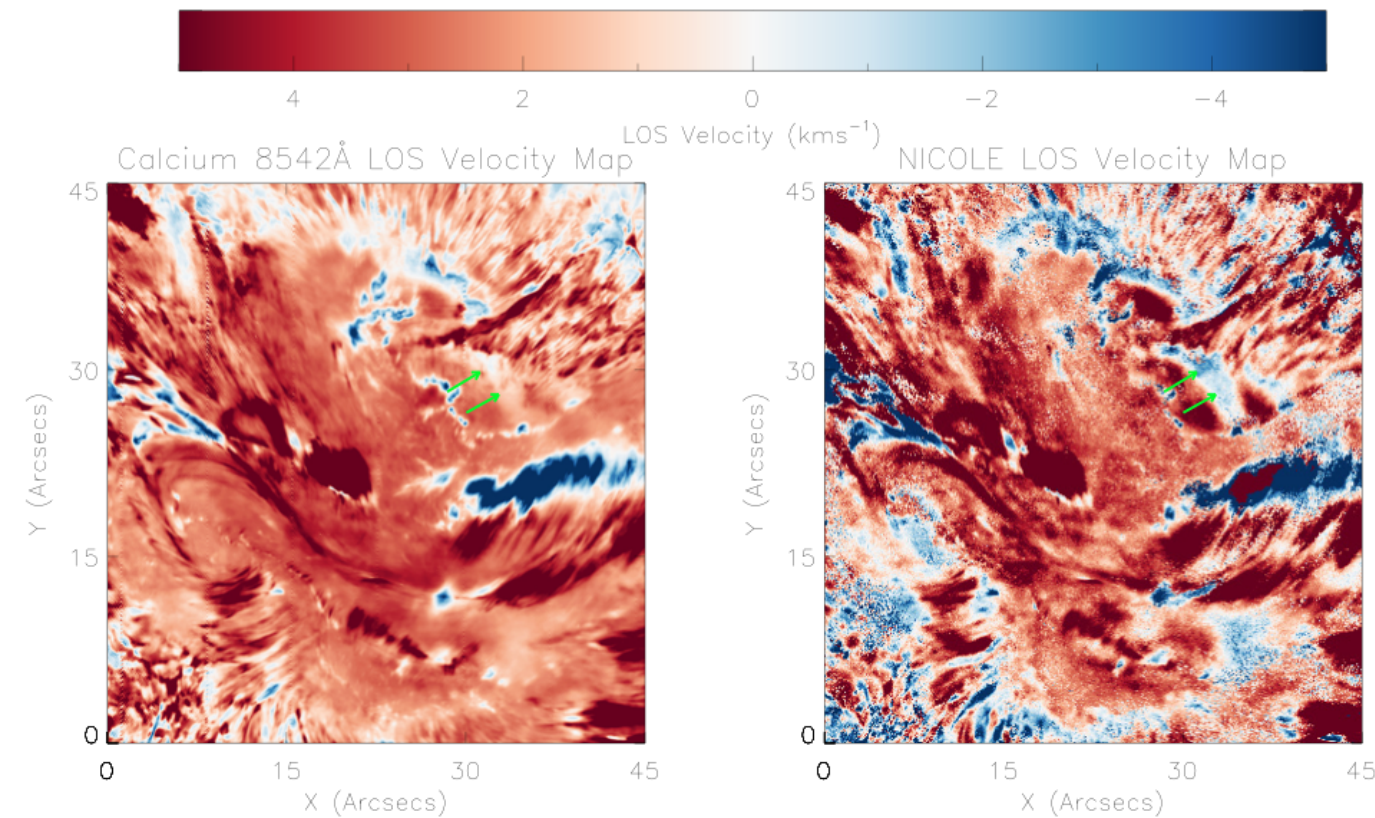 4 2 0 −2 −4
LOS Velocity (kms⁻¹)
Calcium 8542Å LOS Velocity Map
45
30
15
0
Y (Arcsecs)
0 15 30 45
X (Arcsecs)
NICOLE LOS Velocity Map
45
30
15
0
Y (Arcsecs)
0 15 30 45
X (Arcsecs)